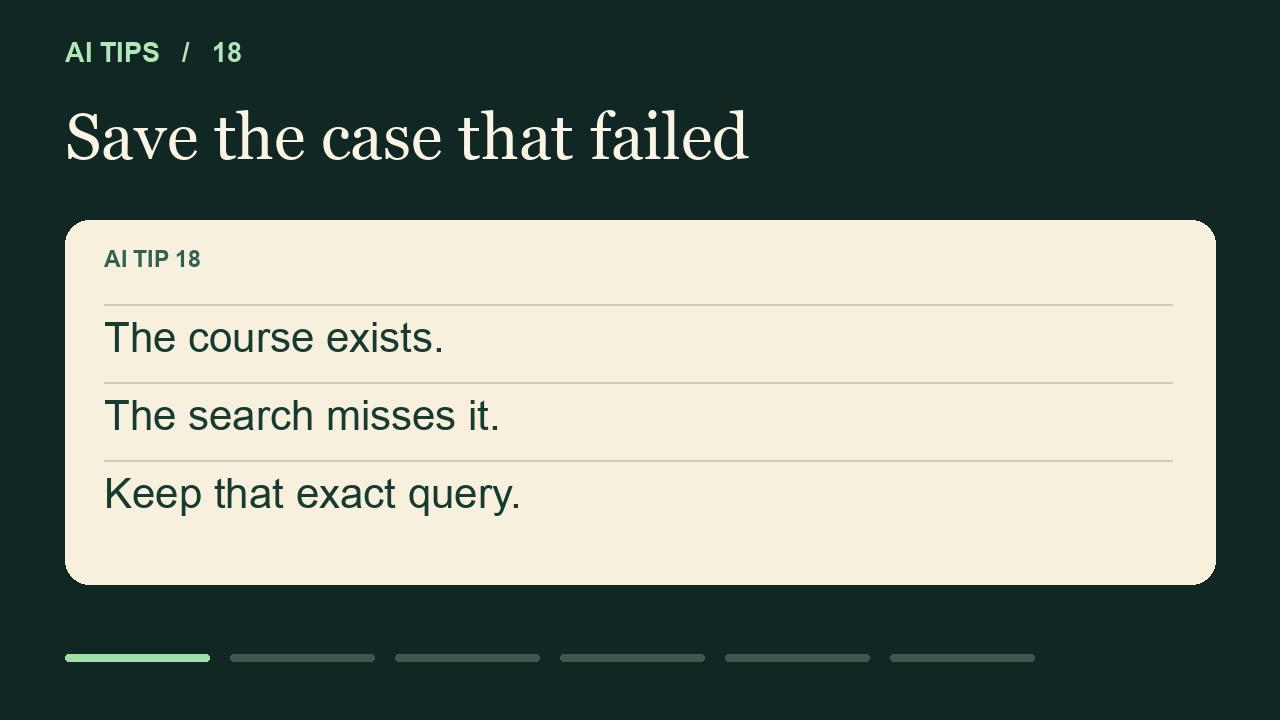 AI TIPS / 18
Save the case that failed
AI TIP 18
The course exists.
The search misses it.
Keep that exact query.